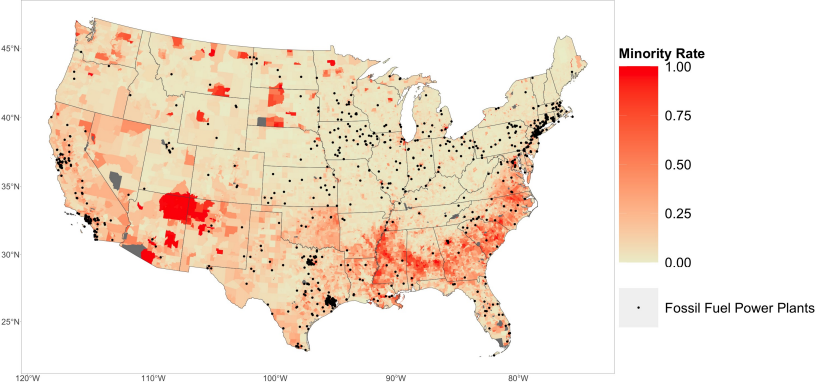 45°N
40°N
35°N
30°N
25°N
120°W
110°W
100°W
90°W
80°W
Minority Rate
1.00
0.75
0.50
0.25
0.00
Fossil Fuel Power Plants